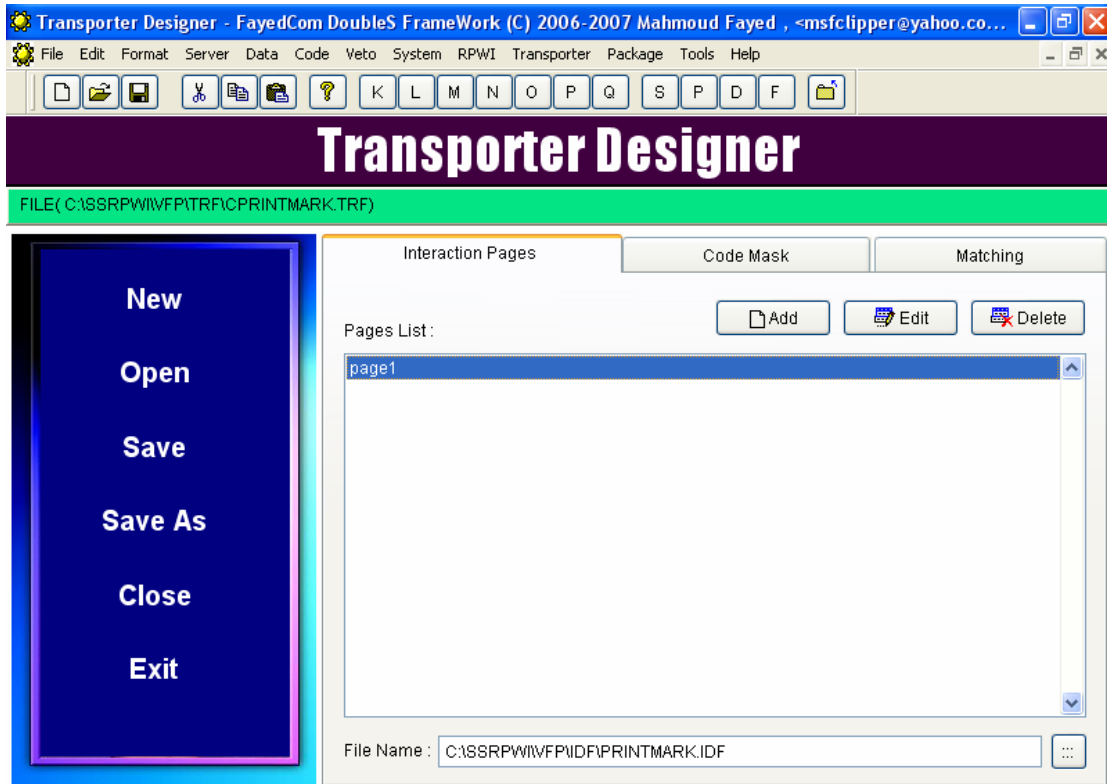 Transporter Designer - FayedCom DoubleS FrameWork (C) 2006-2007 Mahmoud Fayed , <msfclipper@yahoo.co...
File Edit Format Server Data Code Veto System RPWI Transporter Package Tools Help
K L M N O P Q S P D F
Transporter Designer
FILE( C:\SSRPWI\VFP\TRF\CPRINTMARK.TRF)
New
Open
Save
Save As
Close
Exit
Interaction Pages Code Mask Matching
Pages List : Add Edit Delete
page1
File Name : C:\SSRPWI\VFP\IDF\PRINTMARK.IDF :::